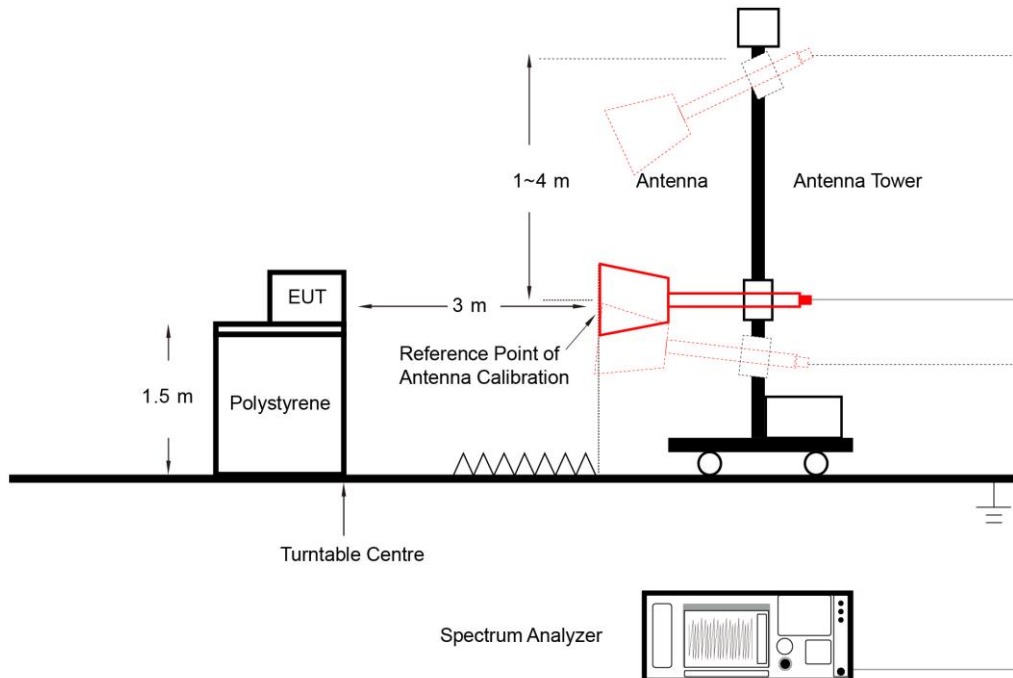 1~4 m
Antenna
Antenna Tower
EUT
3 m
Reference Point of
Antenna Calibration
1.5 m
Polystyrene
Turntable Centre
Spectrum Analyzer